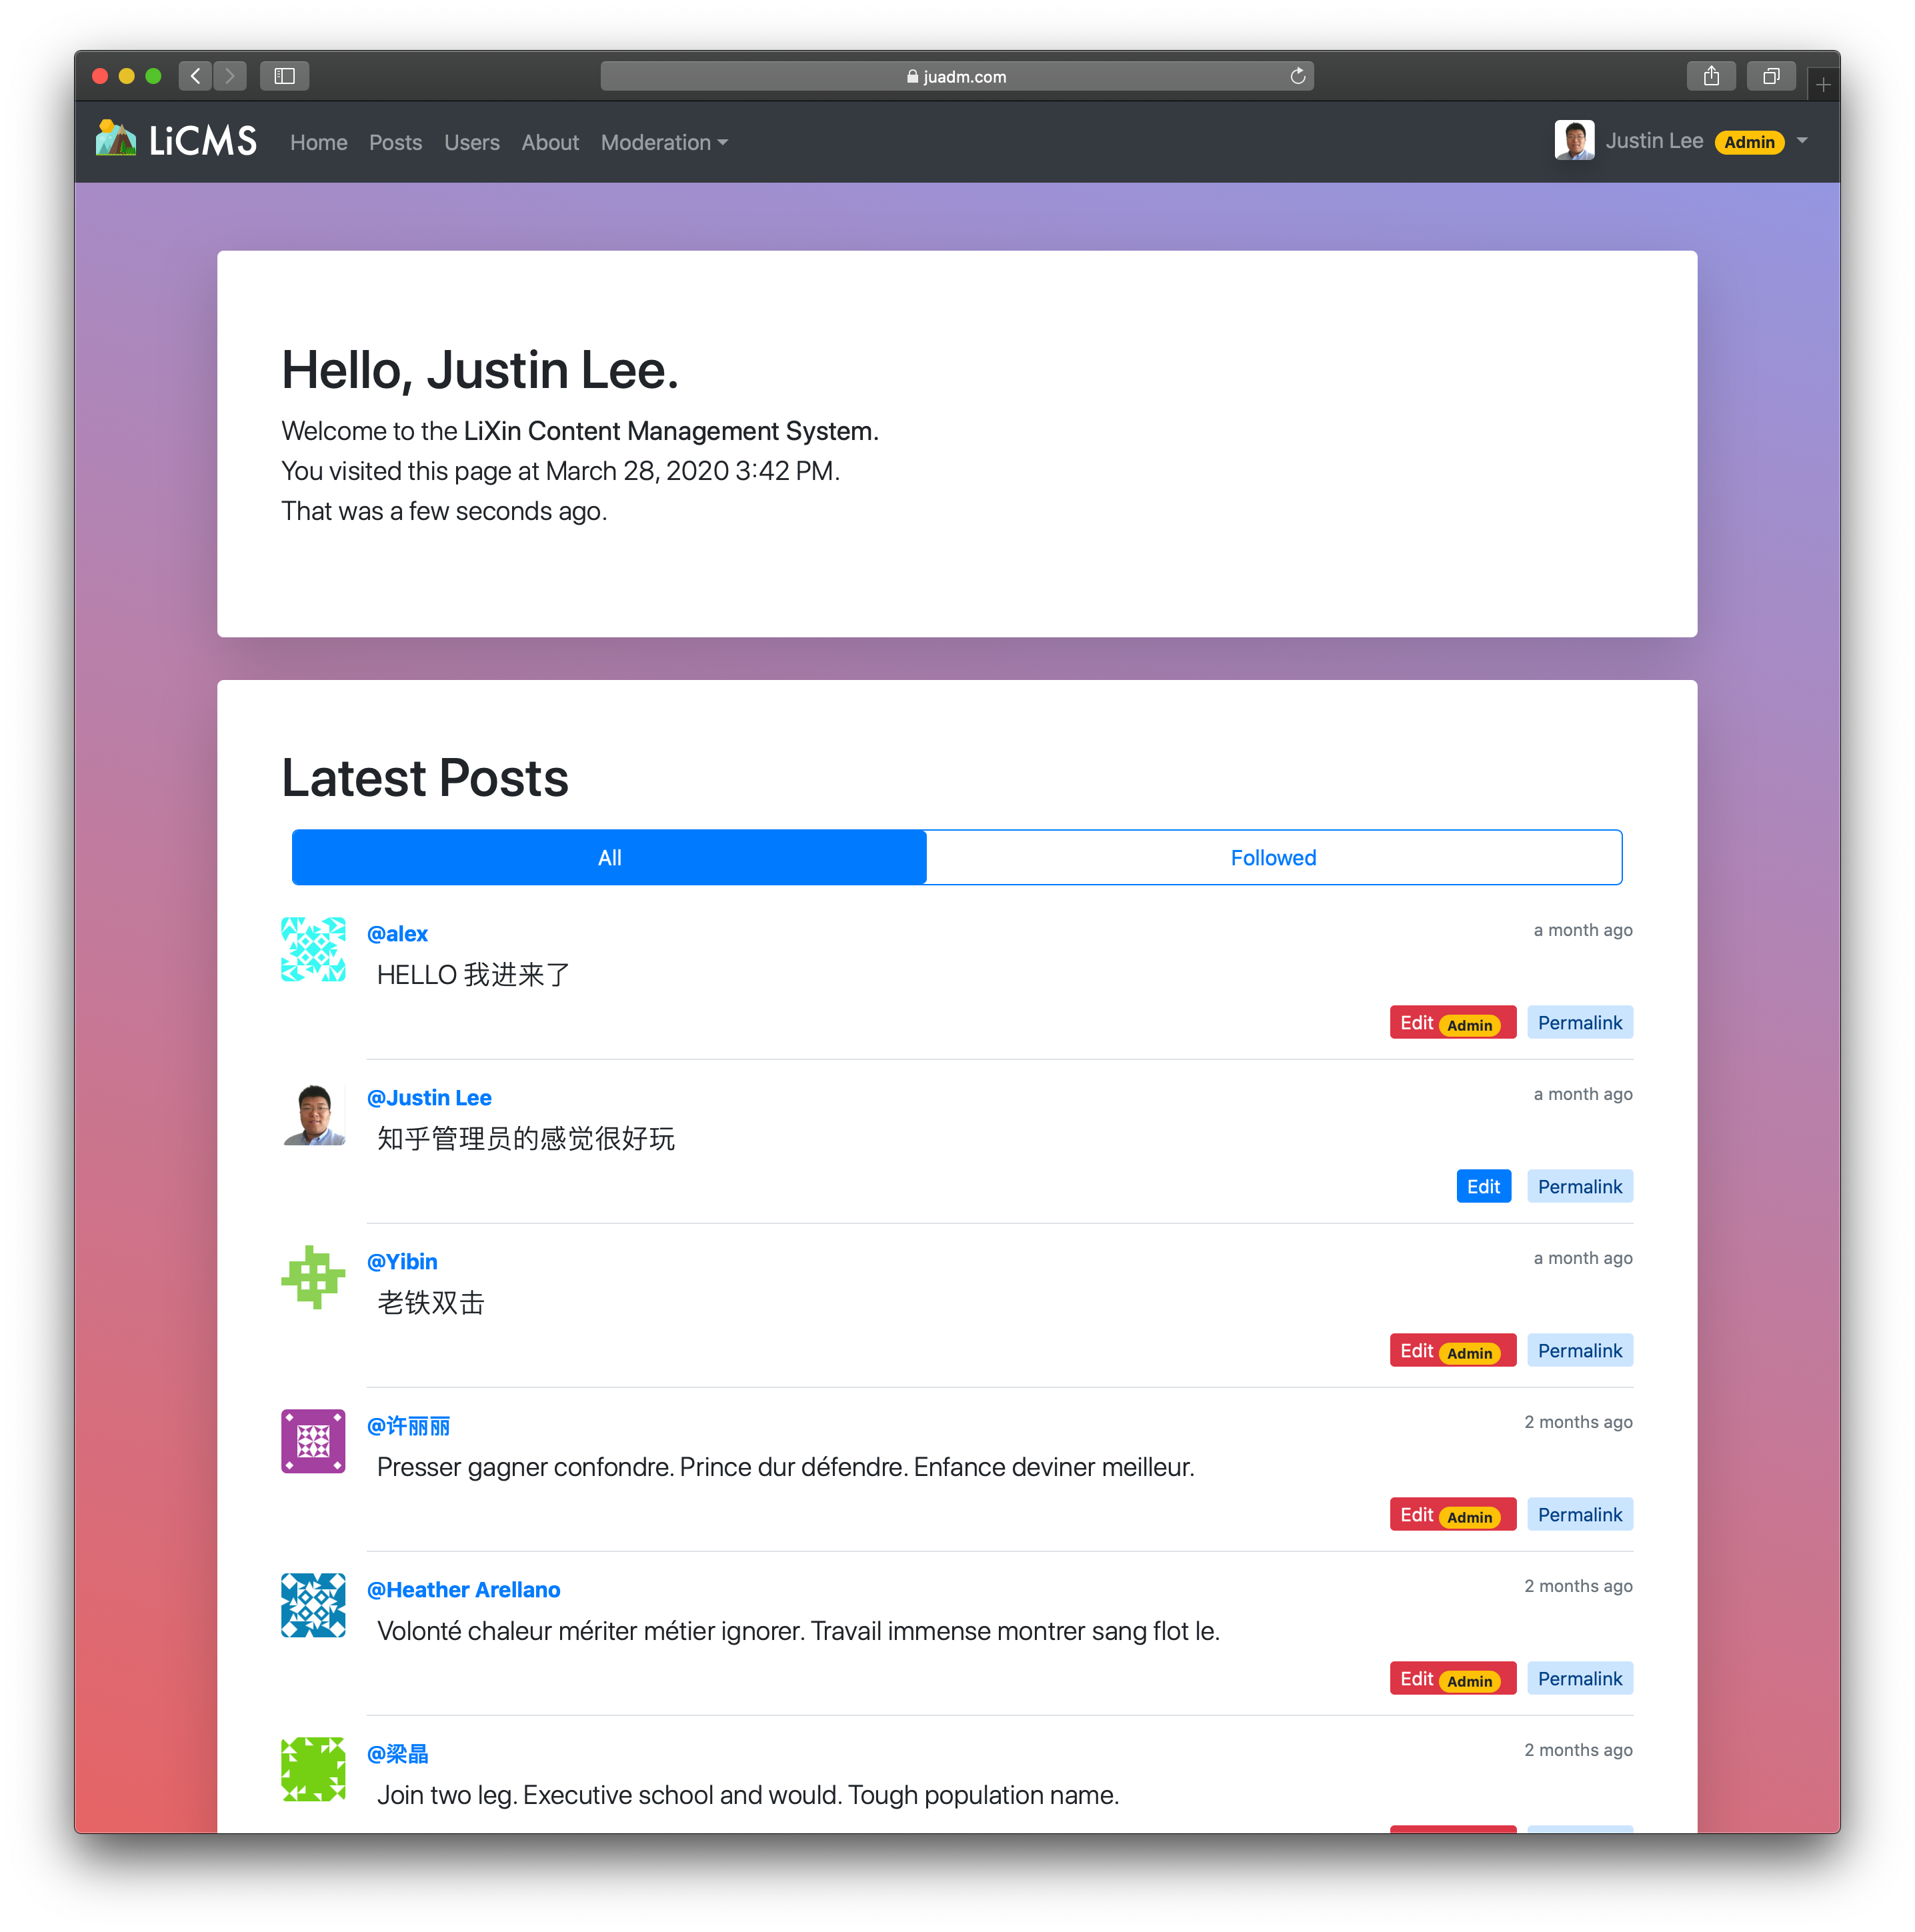 juadm.com
LiCMS Home Posts Users About Moderation Justin Lee Admin
Hello, Justin Lee.
Welcome to the LiXin Content Management System.
You visited this page at March 28, 2020 3:42 PM.
That was a few seconds ago.
Latest Posts
All Followed
@alex a month ago
HELLO 我进来了
Edit Admin Permalink
@Justin Lee a month ago
知乎管理员的感觉很好玩
Edit Permalink
@Yibin a month ago
老铁双击
Edit Admin Permalink
@许丽丽 2 months ago
Presser gagner confondre. Prince dur défendre. Enfance deviner meilleur.
Edit Admin Permalink
@Heather Arellano 2 months ago
Volonté chaleur mériter métier ignorer. Travail immense montrer sang flot le.
Edit Admin Permalink
@梁晶 2 months ago
Join two leg. Executive school and would. Tough population name.